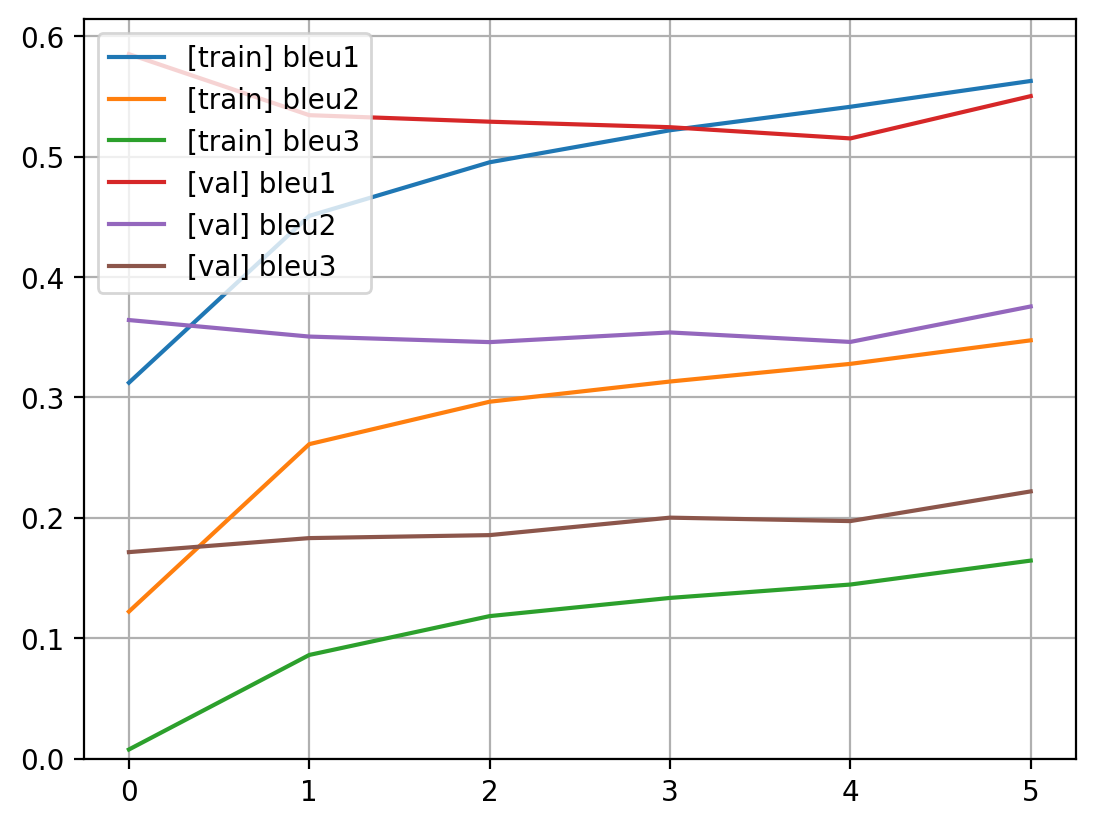 0.6
0.5
0.4
0.3
0.2
0.1
0.0
[train] bleu1
[train] bleu2
[train] bleu3
[val] bleu1
[val] bleu2
[val] bleu3
0 1 2 3 4 5